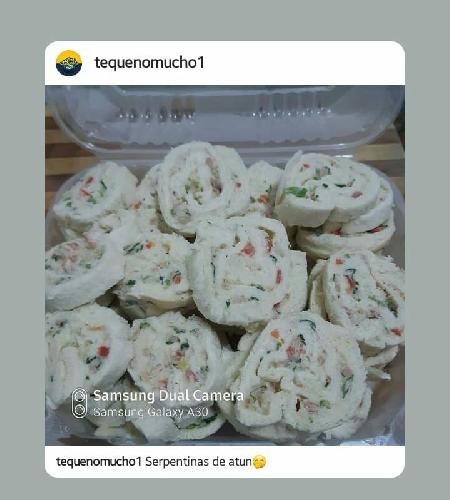 tequenomucho1
Samsung Dual Camera
Samsung Galaxy A30
tequenomucho1 Serpentinas de atun🤭